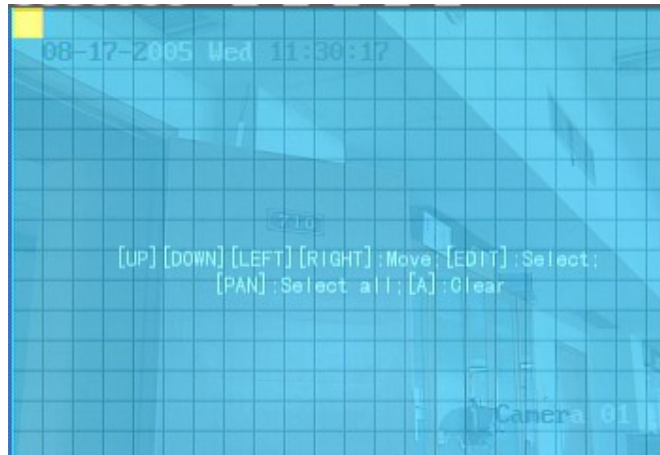 08-17-2005 Wed 11:30:17
710
[UP][DOWN][LEFT][RIGHT]:Move;[EDIT]:Select;
[PAN]:Select all;[A]:Clear
Camera 01